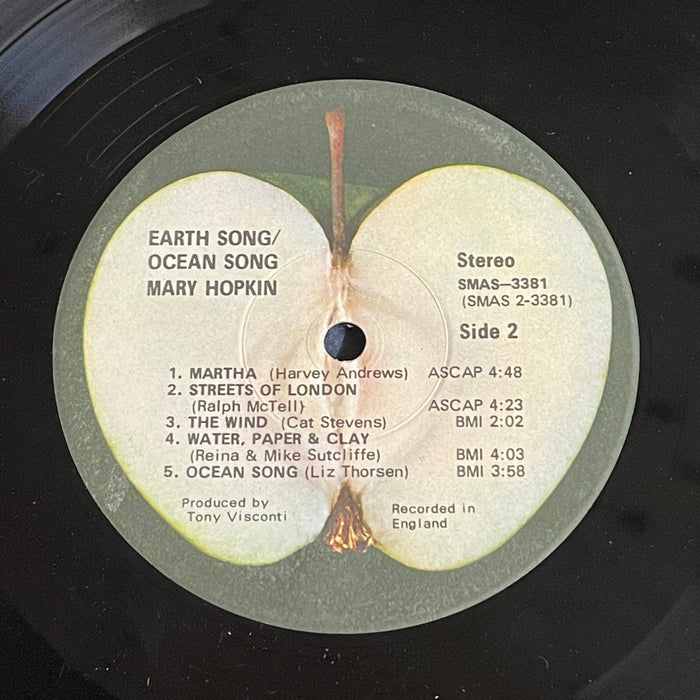 EARTH SONG/
OCEAN SONG
MARY HOPKIN
Stereo
SMAS—3381
(SMAS 2-3381)
Side 2
1. MARTHA (Harvey Andrews) ASCAP 4:48
2. STREETS OF LONDON
(Ralph McTell) ASCAP 4:23
3. THE WIND (Cat Stevens) BMI 2:02
4. WATER, PAPER & CLAY
(Reina & Mike Sutcliffe) BMI 4:03
5. OCEAN SONG (Liz Thorsen) BMI 3:58
Produced by
Tony Visconti
Recorded in
England